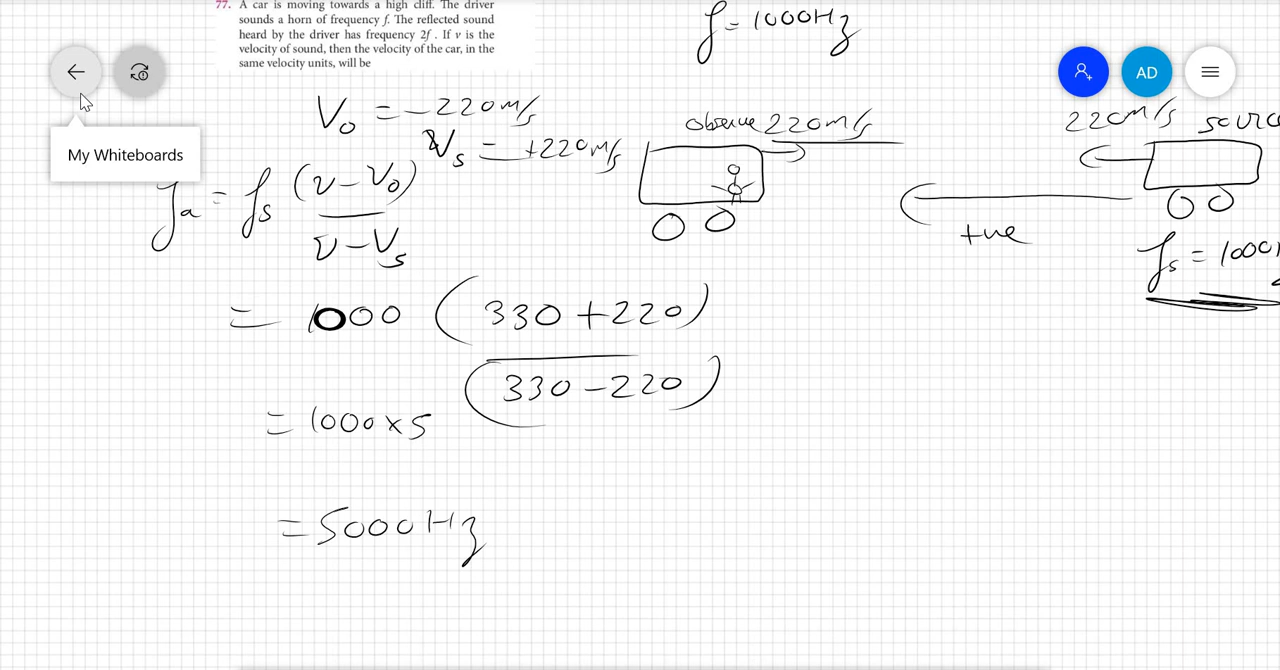 77. A car is moving towards a high cliff. The driver
sounds a horn of frequency f. The reflected sound
heard by the driver has frequency 2f . If v is the
velocity of sound, then the velocity of the car, in the
same velocity units, will be
f = 1000Hz
AD
My Whiteboards
V₀ = -220m/s
Vs = +220m/s
observe 220m/s
220m/s sourc
fa = fs (v-V₀)
v-Vs
+ve
fs = 1000
= 1000 (330+220)
(330-220)
= 1000 x 5
= 5000Hz